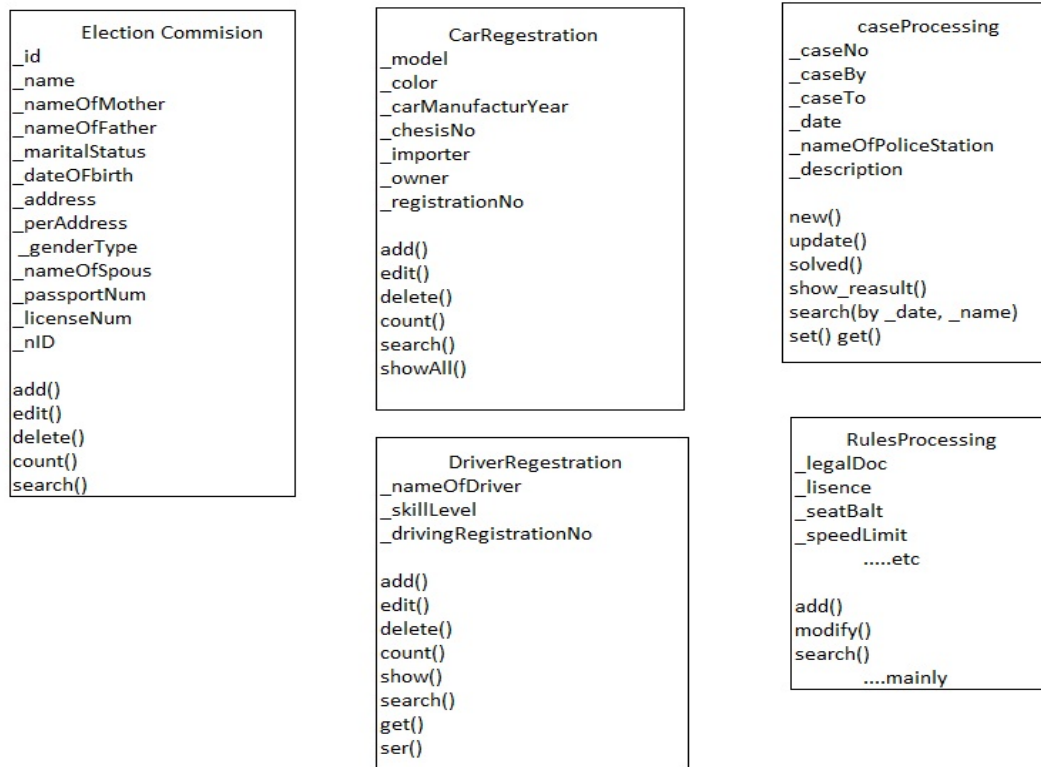 Election Commision
_id
_name
_nameOfMother
_nameOfFather
_maritalStatus
_dateOFbirth
_address
_perAddress
_genderType
_nameOfSpous
_passportNum
_licenseNum
_nID
add()
edit()
delete()
count()
search()
CarRegestration
_model
_color
_carManufacturYear
_chesisNo
_importer
_owner
_registrationNo
add()
edit()
delete()
count()
search()
showAll()
DriverRegestration
_nameOfDriver
_skillLevel
_drivingRegistrationNo
add()
edit()
delete()
count()
show()
search()
get()
ser()
caseProcessing
_caseNo
_caseBy
_caseTo
_date
_nameOfPoliceStation
_description
new()
update()
solved()
show_reasult()
search(by _date, _name)
set() get()
RulesProcessing
_legalDoc
_lisence
_seatBalt
_speedLimit
.....etc
add()
modify()
search()
....mainly